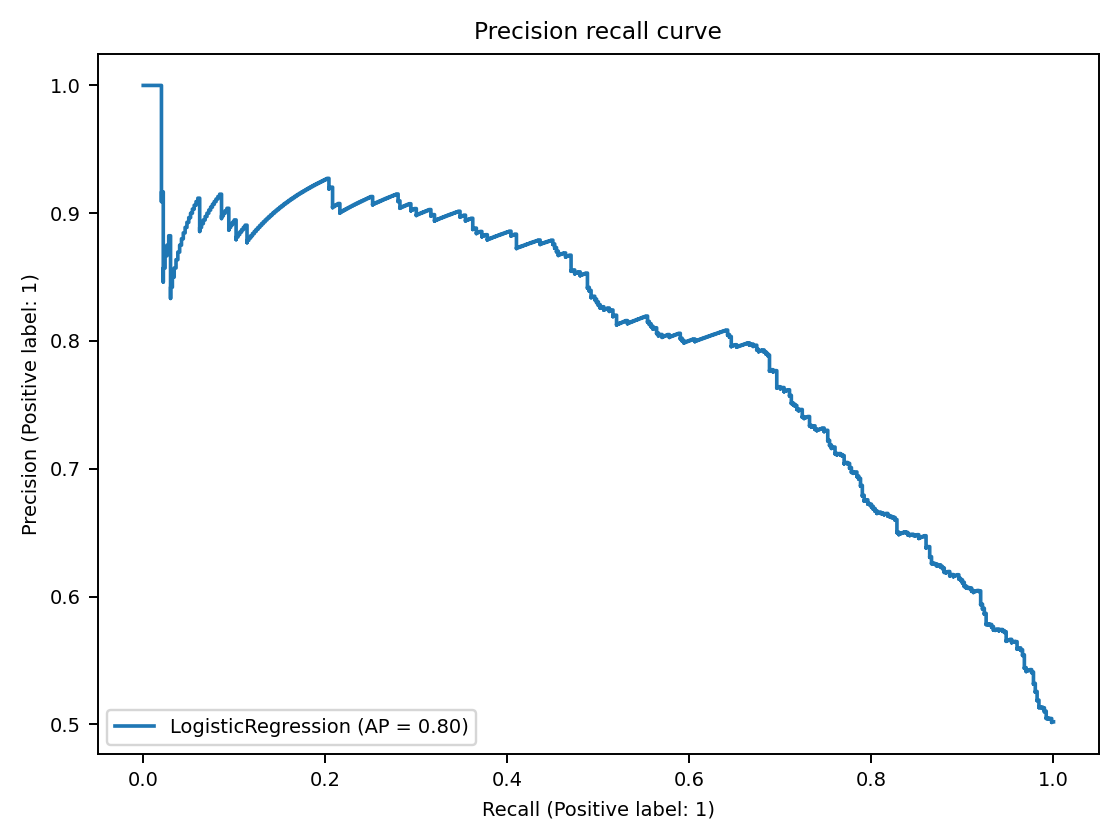 Precision recall curve
1.0
0.9
0.8
0.7
0.6
0.5
Precision (Positive label: 1)
LogisticRegression (AP = 0.80)
0.0 0.2 0.4 0.6 0.8 1.0
Recall (Positive label: 1)